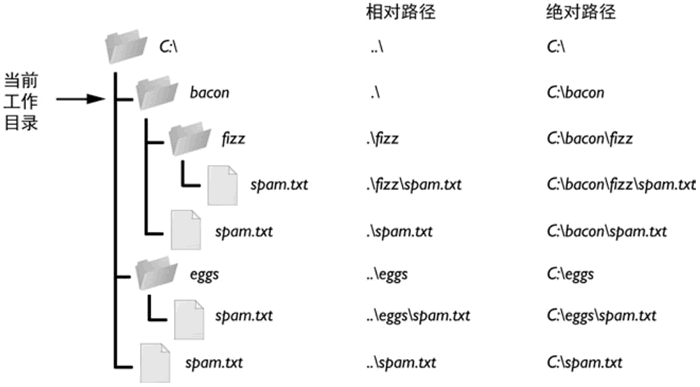 相对路径 绝对路径
C:\ ..\ C:\
当前
工作
目录
bacon .\ C:\bacon
fizz .\fizz C:\bacon\fizz
spam.txt .\fizz\spam.txt C:\bacon\fizz\spam.txt
spam.txt .\spam.txt C:\bacon\spam.txt
eggs ..\eggs C:\eggs
spam.txt ..\eggs\spam.txt C:\eggs\spam.txt
spam.txt ..\spam.txt C:\spam.txt